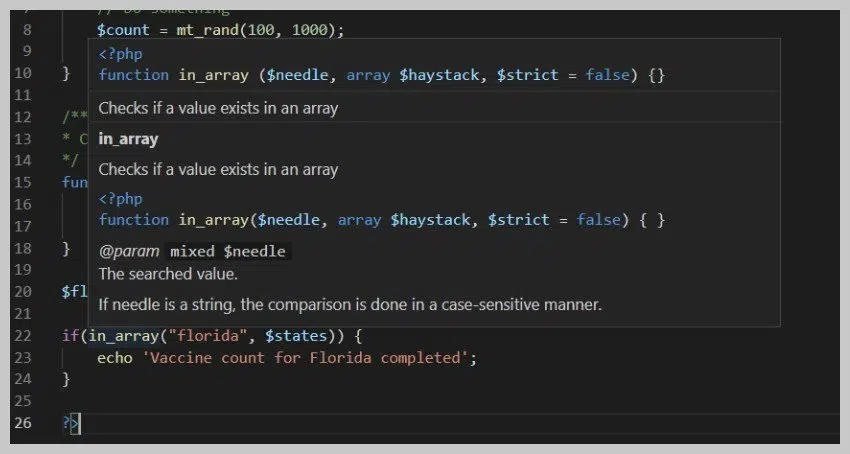 // Do something
8 $count = mt_rand(100, 1000);
9
10 }
11
12 /**
13 * C
14 */
15 fun
16
17
18 }
19
20 $fl
21
22 if(in_array("florida", $states)) {
23 echo 'Vaccine count for Florida completed';
24 }
25
26 ?>
<?php
function in_array ($needle, array $haystack, $strict = false) {}
Checks if a value exists in an array
in_array
Checks if a value exists in an array
<?php
function in_array($needle, array $haystack, $strict = false) { }
@param mixed $needle
The searched value.
If needle is a string, the comparison is done in a case-sensitive manner.